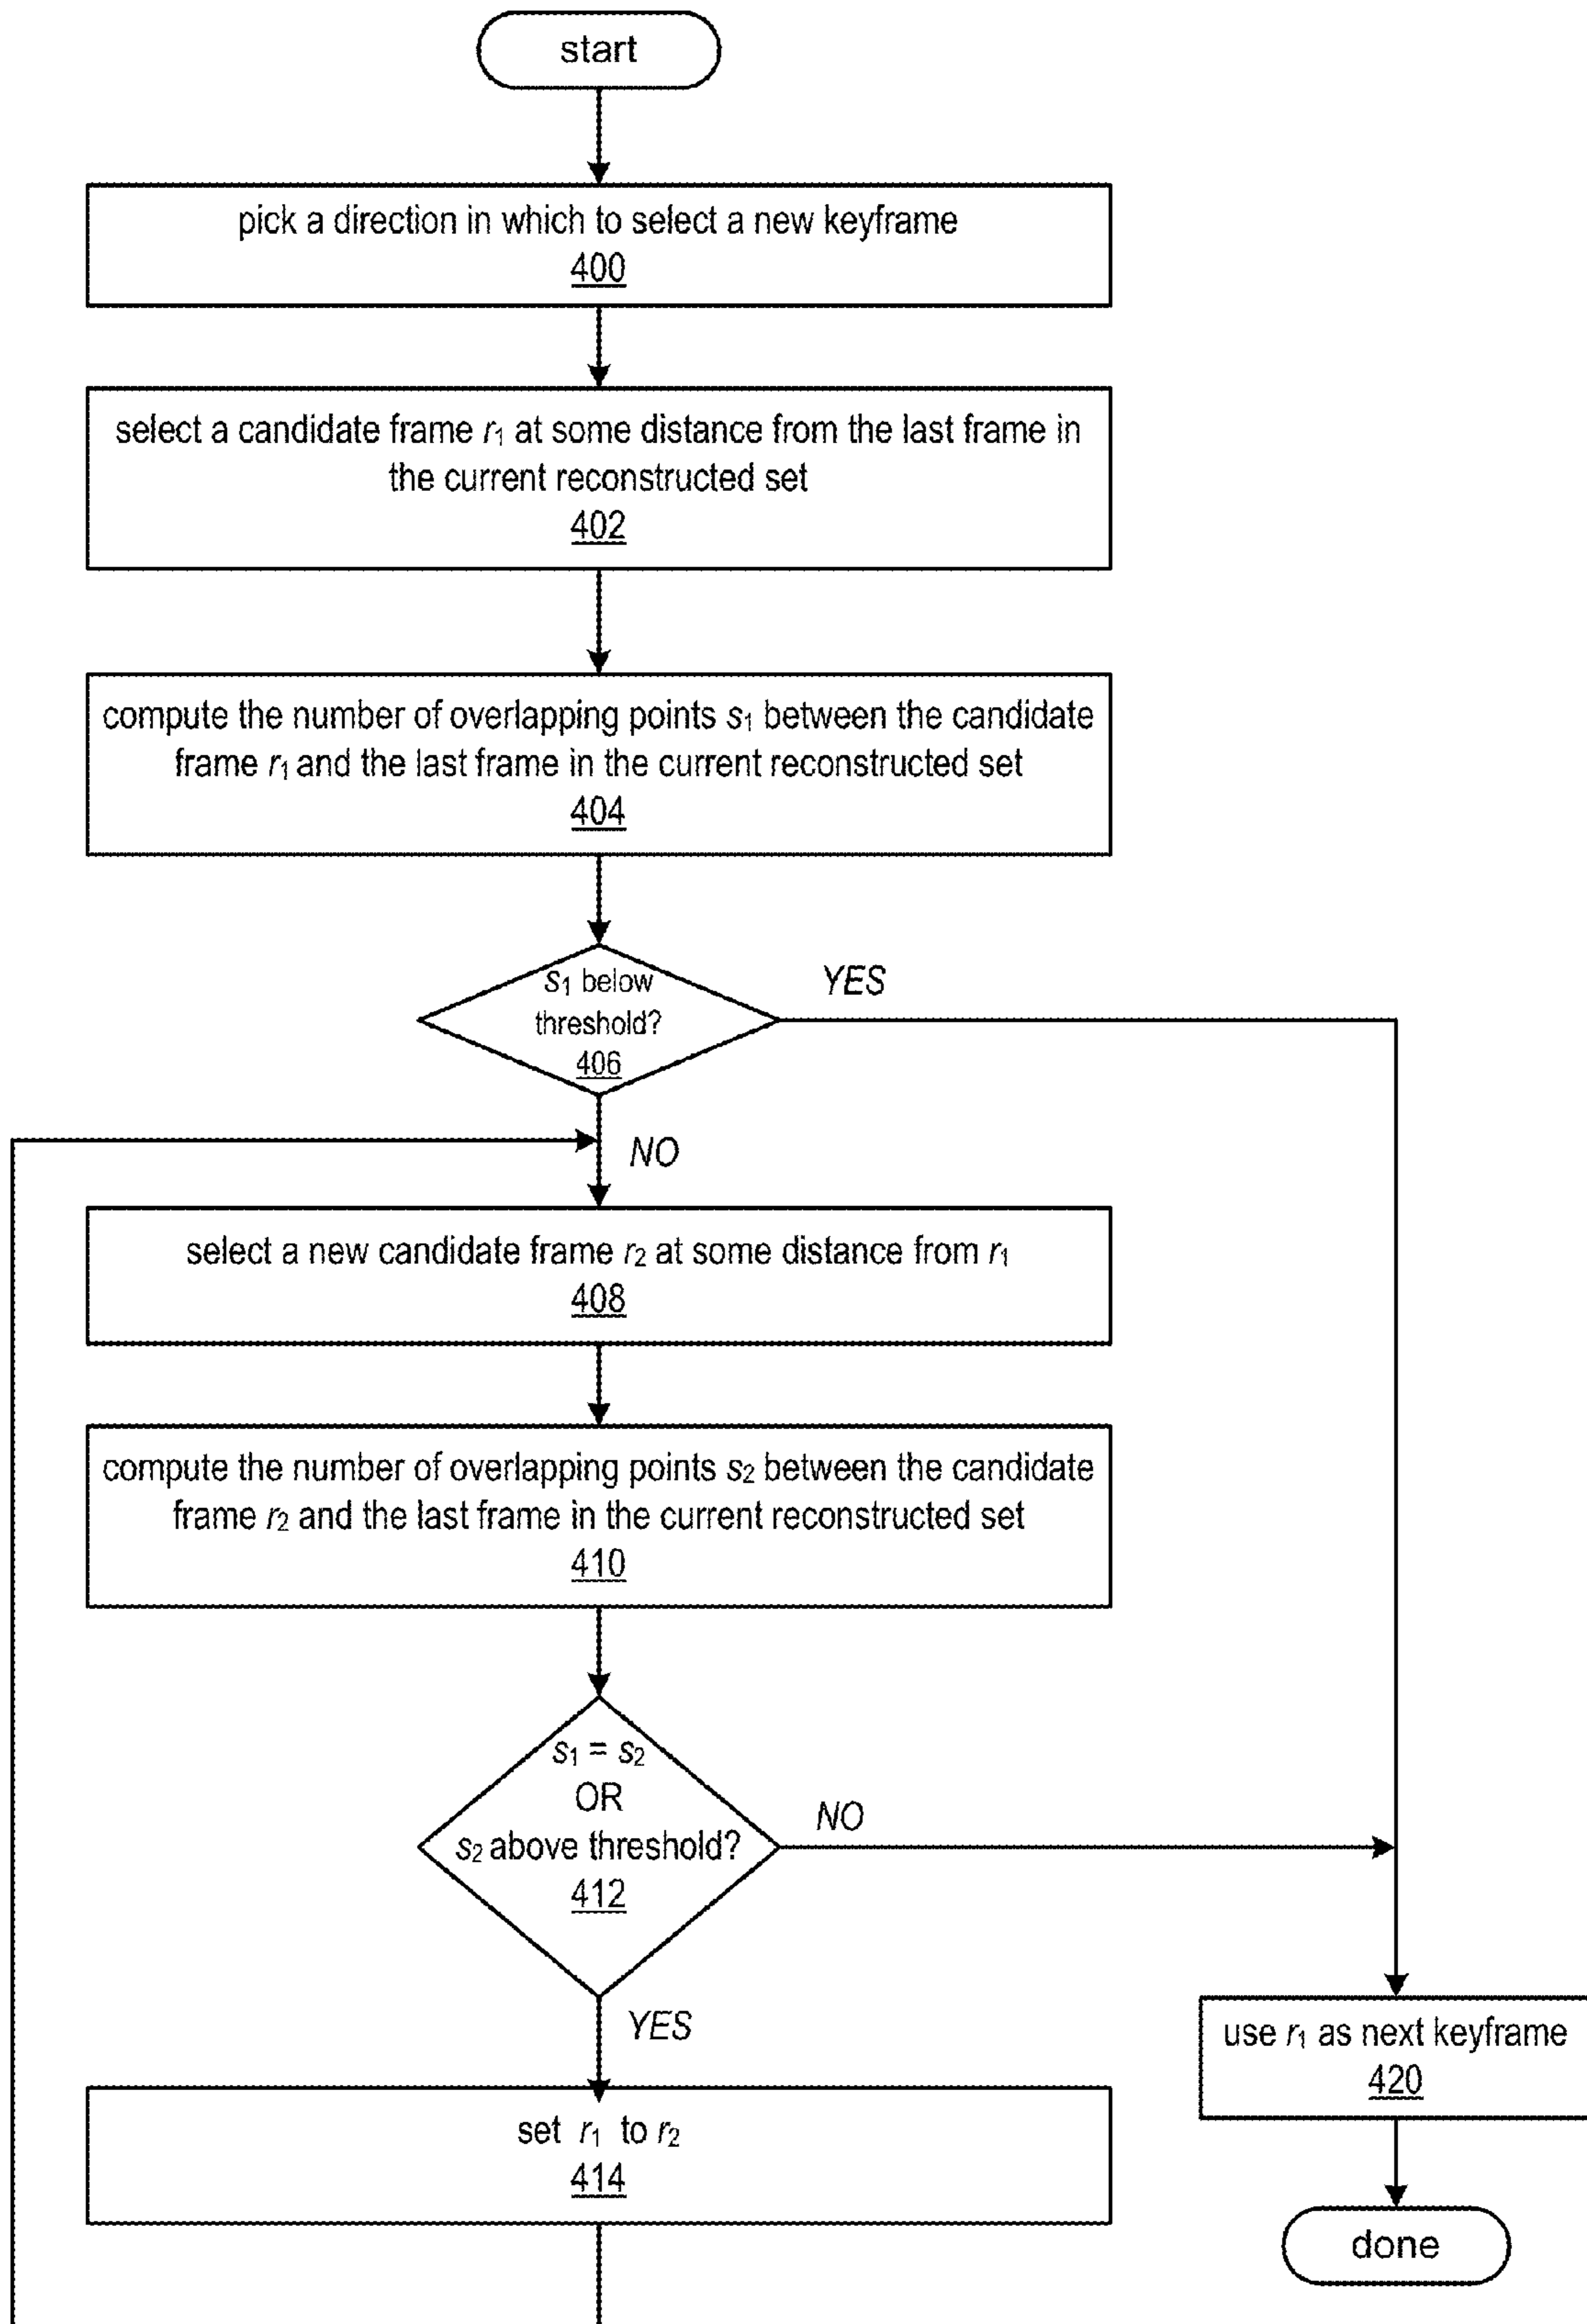 start
pick a direction in which to select a new keyframe
400
select a candidate frame r₁ at some distance from the last frame in
the current reconstructed set
402
compute the number of overlapping points s₁ between the candidate
frame r₁ and the last frame in the current reconstructed set
404
s₁ below
threshold?
406
YES
NO
select a new candidate frame r₂ at some distance from r₁
408
compute the number of overlapping points s₂ between the candidate
frame r₂ and the last frame in the current reconstructed set
410
s₁ = s₂
OR
s₂ above threshold?
412
NO
YES
set r₁ to r₂
414
use r₁ as next keyframe
420
done